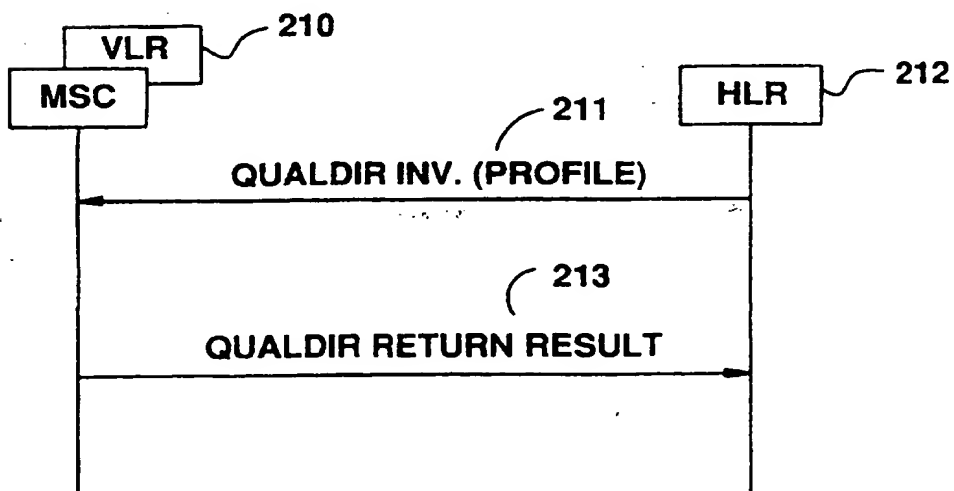 VLR
210
MSC
HLR
212
211
QUALDIR INV. (PROFILE)
213
QUALDIR RETURN RESULT